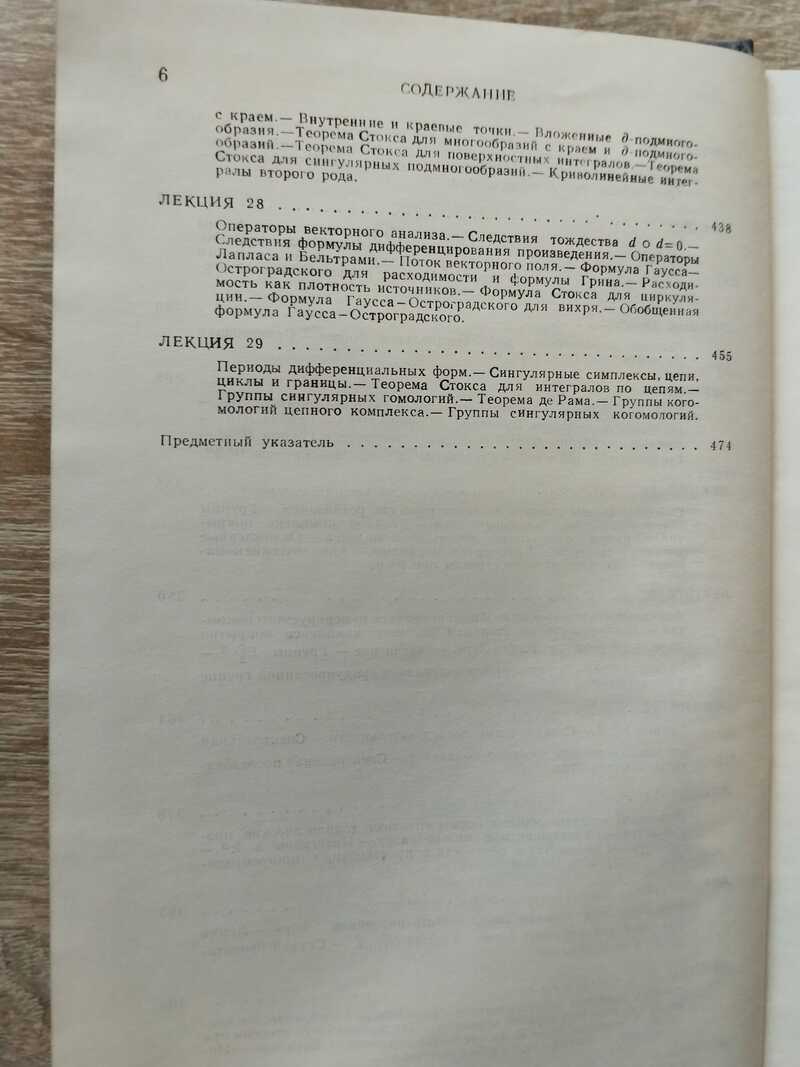 6
СОДЕРЖАНИЕ
с краем.— Внутренние и краевые точки.— Вложенные ∂-подмного-
образия.—Теорема Стокса для многообразий с краем и ∂-подмного-
образий.—Теорема Стокса для поверхностных интегралов.—Теорема
Стокса для сингулярных подмногообразий.— Криволинейные интег-
ралы второго рода.
ЛЕКЦИЯ 28 . . . . . . . . . . . . . . . . . . . . . . . . . . 438
Операторы векторного анализа.— Следствия тождества d o d=0.—
Следствия формулы дифференцирования произведения.— Операторы
Лапласа и Бельтрами.— Поток векторного поля.— Формула Гаусса—
Остроградского для расходимости и формулы Грина.— Расходи-
мость как плотность источников.— Формула Стокса для циркуля-
ции.— Формула Гаусса—Остроградского для вихря.— Обобщенная
формула Гаусса—Остроградского.
ЛЕКЦИЯ 29 . . . . . . . . . . . . . . . . . . . . . . . . . . 455
Периоды дифференциальных форм.— Сингулярные симплексы, цепи,
циклы и границы.— Теорема Стокса для интегралов по цепям.—
Группы сингулярных гомологий.— Теорема де Рама.— Группы кого-
мологий цепного комплекса.— Группы сингулярных когомологий.
Предметный указатель . . . . . . . . . . . . . . . . . . . . . . 474